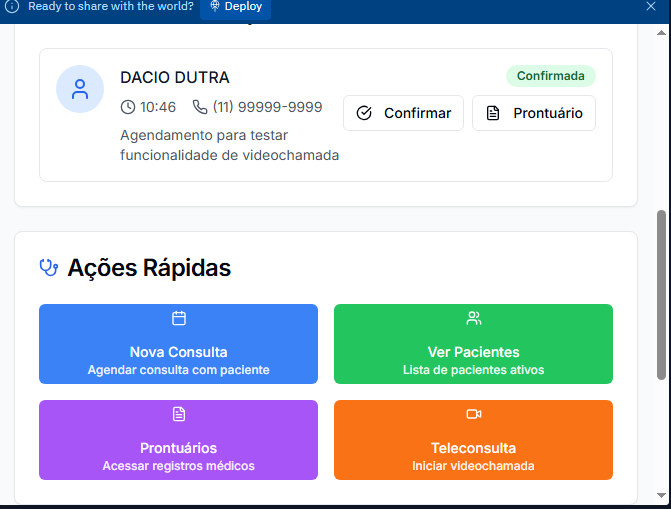 Ready to share with the world?
Deploy
DACIO DUTRA
Confirmada
10:46
(11) 99999-9999
Confirmar
Prontuário
Agendamento para testar
funcionalidade de videochamada
Ações Rápidas
Nova Consulta
Agendar consulta com paciente
Ver Pacientes
Lista de pacientes ativos
Prontuários
Acessar registros médicos
Teleconsulta
Iniciar videochamada